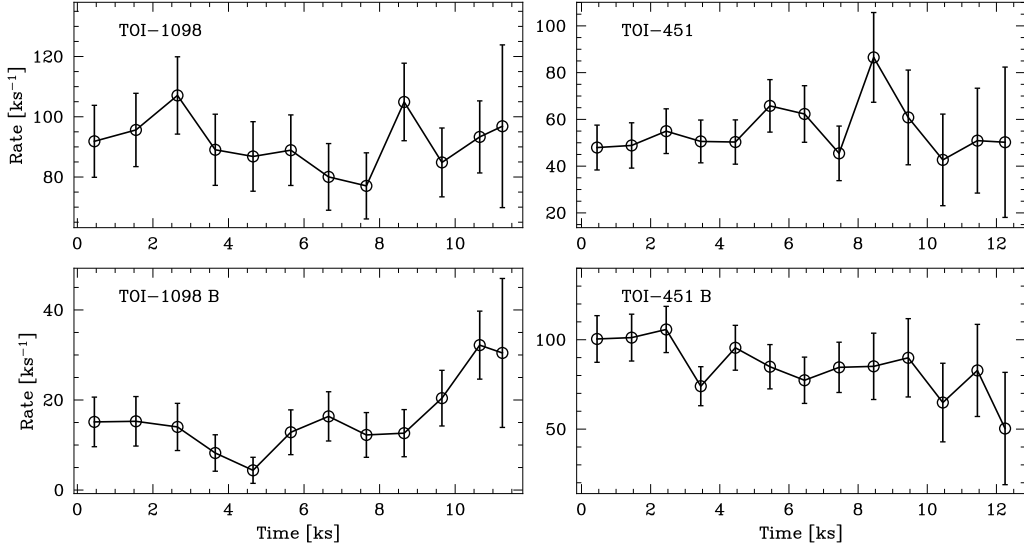 TOI−1098
Rate [ks⁻¹]
120
100
80
0 2 4 6 8 10
TOI−451
100
80
60
40
20
0 2 4 6 8 10 12
TOI−1098 B
Rate [ks⁻¹]
40
20
0
0 2 4 6 8 10
Time [ks]
TOI−451 B
100
50
0 2 4 6 8 10 12
Time [ks]